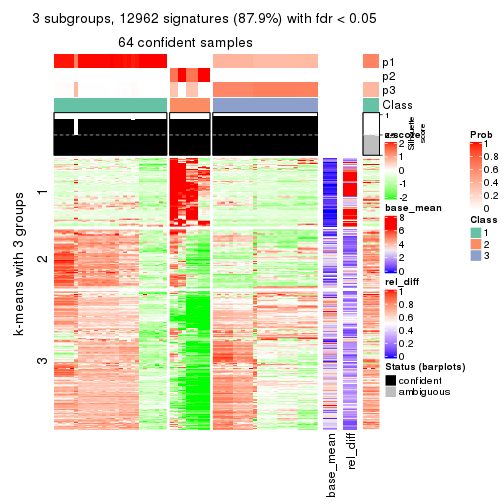 3 subgroups, 12962 signatures (87.9%) with fdr < 0.05
64 confident samples
p1
p2
p3
Class
1
Silhouette
score
z-score
2
1
0
-1
-2
base_mean
8
6
4
2
0
rel_diff
1
0.8
0.6
0.4
0.2
0
Status (barplots)
confident
ambiguous
Prob
1
0.8
0.6
0.4
0.2
0
Class
1
2
3
k-means with 3 groups
1
2
3
base_mean
rel_diff